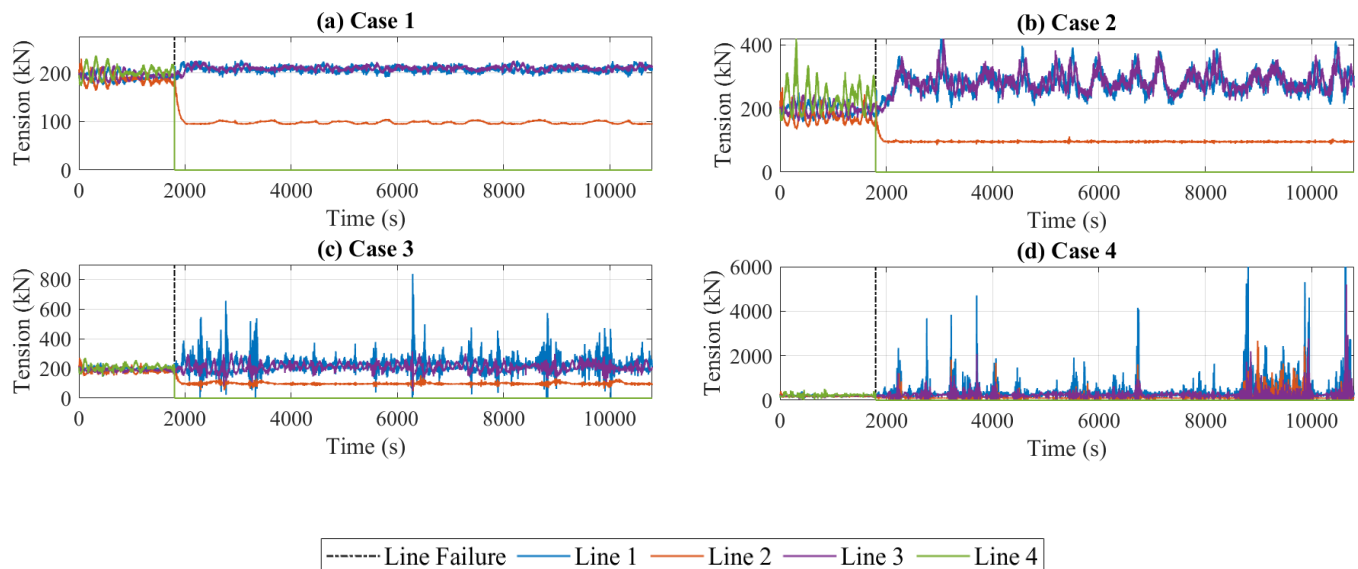 (a) Case 1
Tension (kN)
200
100
0
0 2000 4000 6000 8000 10000
Time (s)
(b) Case 2
Tension (kN)
400
200
0
0 2000 4000 6000 8000 10000
Time (s)
(c) Case 3
Tension (kN)
800
600
400
200
0
0 2000 4000 6000 8000 10000
Time (s)
(d) Case 4
Tension (kN)
6000
4000
2000
0
0 2000 4000 6000 8000 10000
Time (s)
Line Failure Line 1 Line 2 Line 3 Line 4